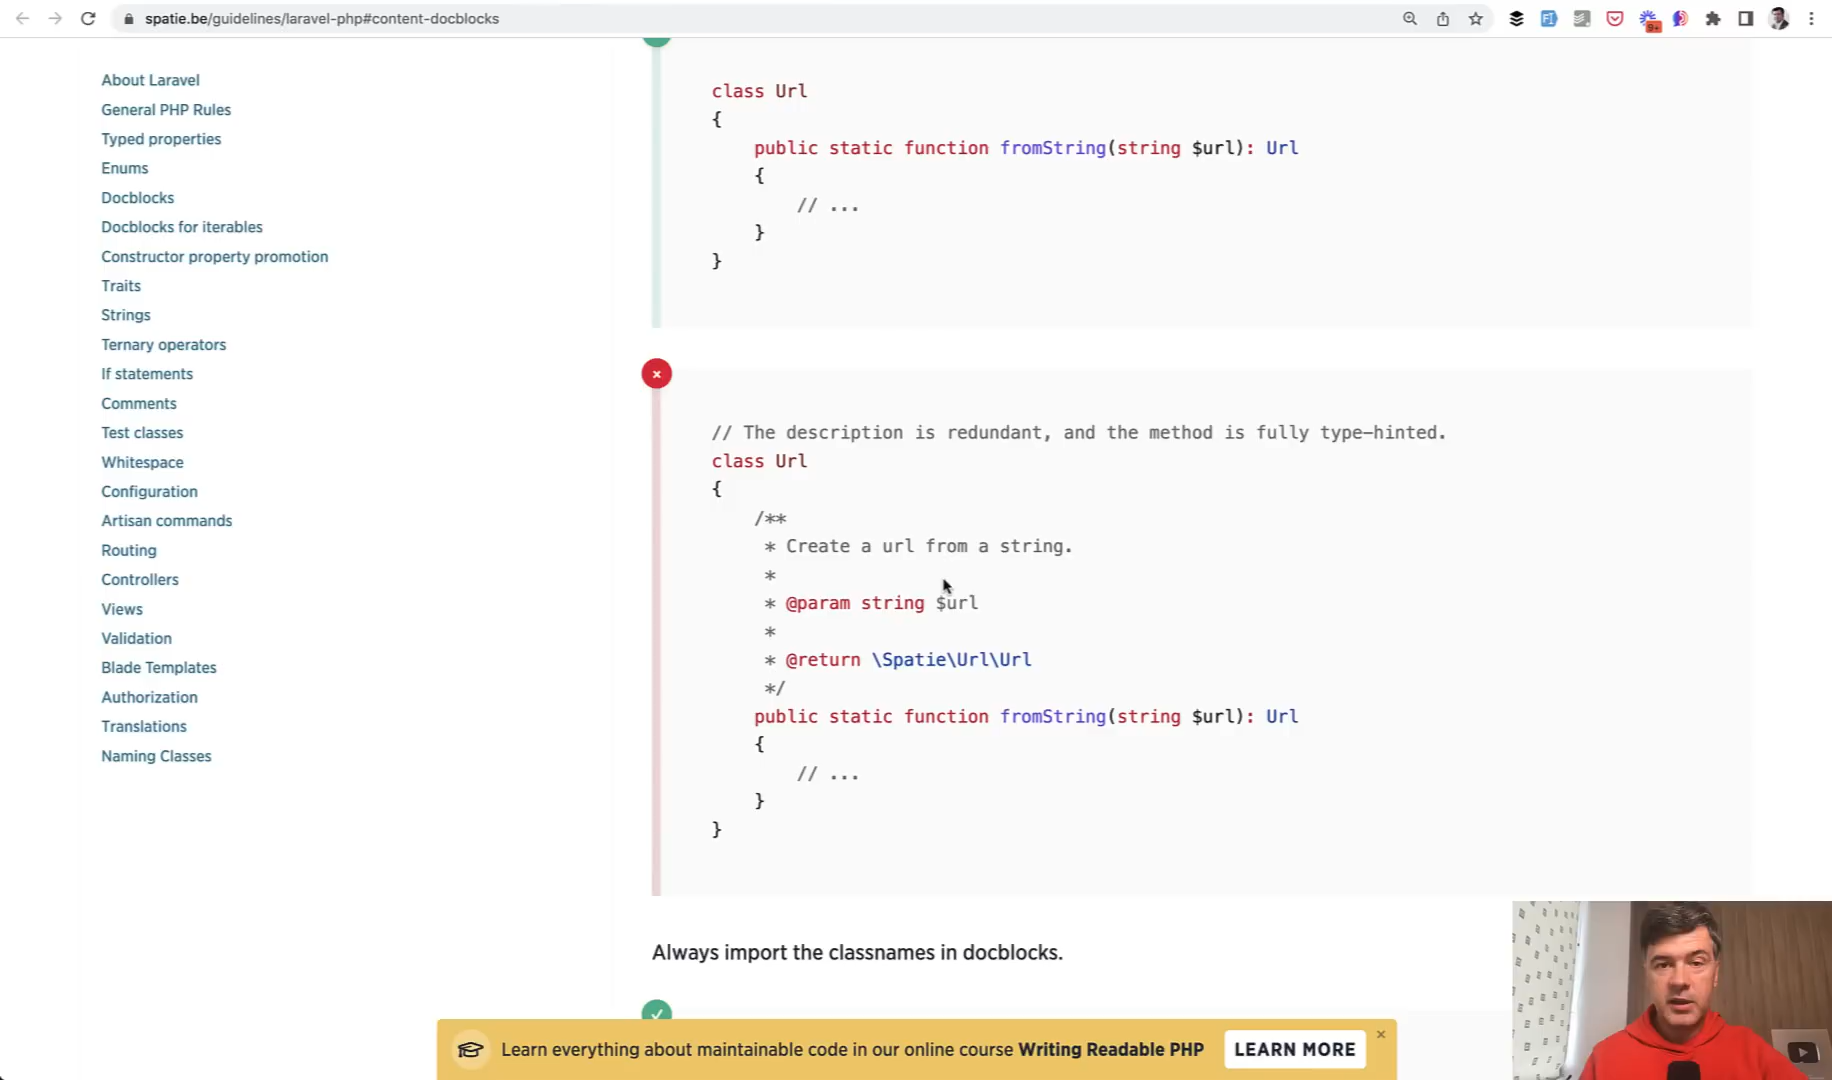 spatie.be/guidelines/laravel-php#content-docblocks
9+
About Laravel
General PHP Rules
Typed properties
Enums
Docblocks
Docblocks for iterables
Constructor property promotion
Traits
Strings
Ternary operators
If statements
Comments
Test classes
Whitespace
Configuration
Artisan commands
Routing
Controllers
Views
Validation
Blade Templates
Authorization
Translations
Naming Classes
class Url
{
public static function fromString(string $url): Url
{
// ...
}
}
// The description is redundant, and the method is fully type-hinted.
class Url
{
/**
* Create a url from a string.
*
* @param string $url
*
* @return \Spatie\Url\Url
*/
public static function fromString(string $url): Url
{
// ...
}
}
Always import the classnames in docblocks.
Learn everything about maintainable code in our online course Writing Readable PHP
LEARN MORE